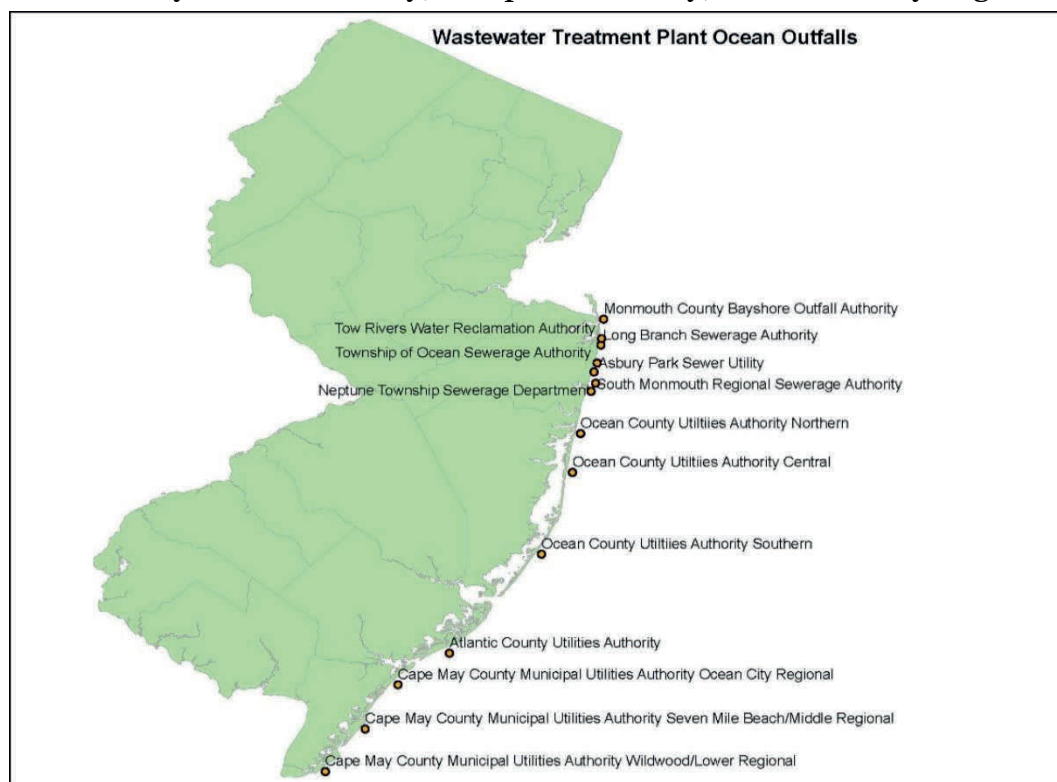 Wastewater Treatment Plant Ocean Outfalls
Monmouth County Bayshore Outfall Authority
Tow Rivers Water Reclamation Authority
Long Branch Sewerage Authority
Township of Ocean Sewerage Authority
Asbury Park Sewer Utility
South Monmouth Regional Sewerage Authority
Neptune Township Sewerage Department
Ocean County Utiltiies Authority Northern
Ocean County Utiltiies Authority Central
Ocean County Utiltiies Authority Southern
Atlantic County Utilities Authority
Cape May County Municipal Utilities Authority Ocean City Regional
Cape May County Municipal Utilities Authority Seven Mile Beach/Middle Regional
Cape May County Municipal Utilities Authority Wildwood/Lower Regional